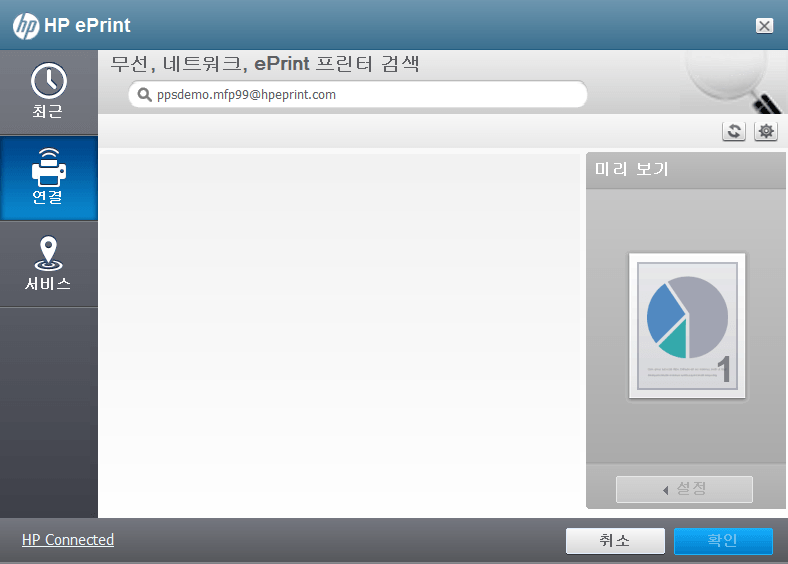 hp HP ePrint
최근
연결
서비스
무선, 네트워크, ePrint 프린터 검색
ppsdemo.mfp99@hpeprint.com
미리 보기
1
설정
HP Connected
취소
확인